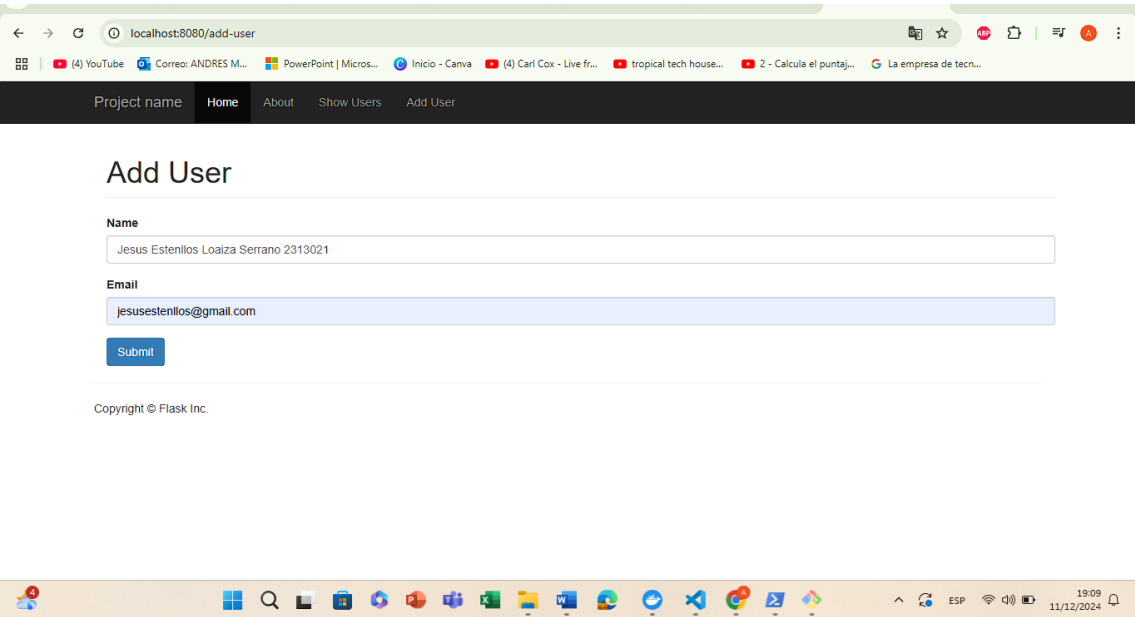 localhost:8080/add-user
ABP
A
(4) YouTube
Correo: ANDRES M...
PowerPoint | Micros...
Inicio - Canva
(4) Carl Cox - Live fr...
tropical tech house...
2 - Calcula el puntaj...
La empresa de tecn...
Project name
Home
About
Show Users
Add User
Add User
Name
Jesus Estenllos Loaiza Serrano 2313021
Email
jesusestenllos@gmail.com
Submit
Copyright © Flask Inc.
4
ESP
19:09
11/12/2024